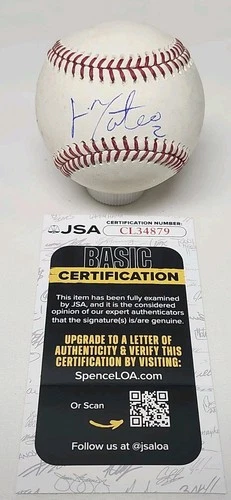 J. Mateo
JSA
CERTIFICATION NUMBER:
CL34879
BASIC
CERTIFICATION
This item has been fully examined
by JSA, and it is the considered
opinion of our expert authenticators
that the signature(s) is/are genuine.
UPGRADE TO A LETTER OF
AUTHENTICITY & VERIFY THIS
CERTIFICATION BY VISITING:
SpenceLOA.com
Or Scan
Follow us at @jsaloa